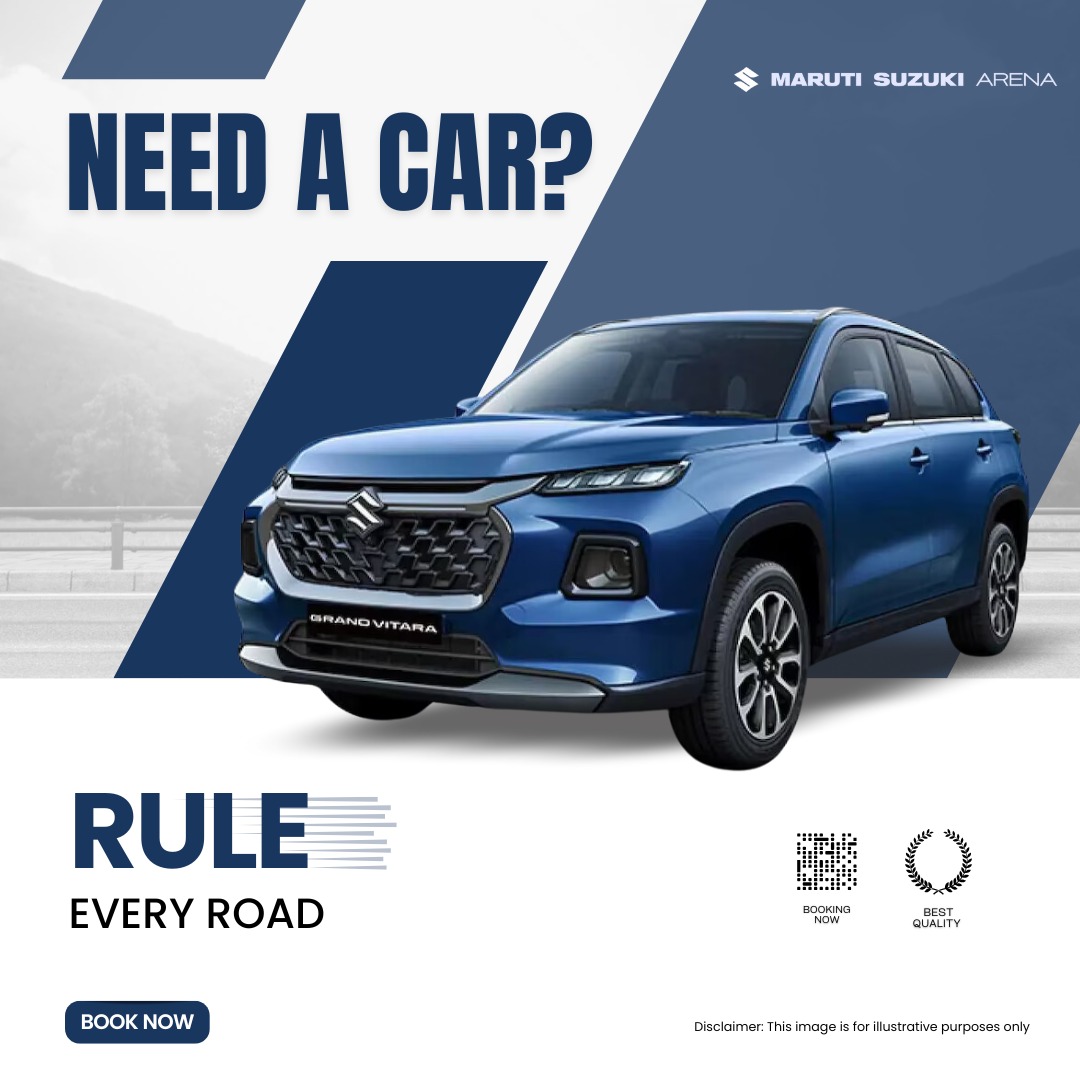 MARUTI SUZUKI ARENA
NEED A CAR?
GRAND VITARA
RULE
EVERY ROAD
BOOKING
NOW
BEST
QUALITY
BOOK NOW
Disclaimer: This image is for illustrative purposes only